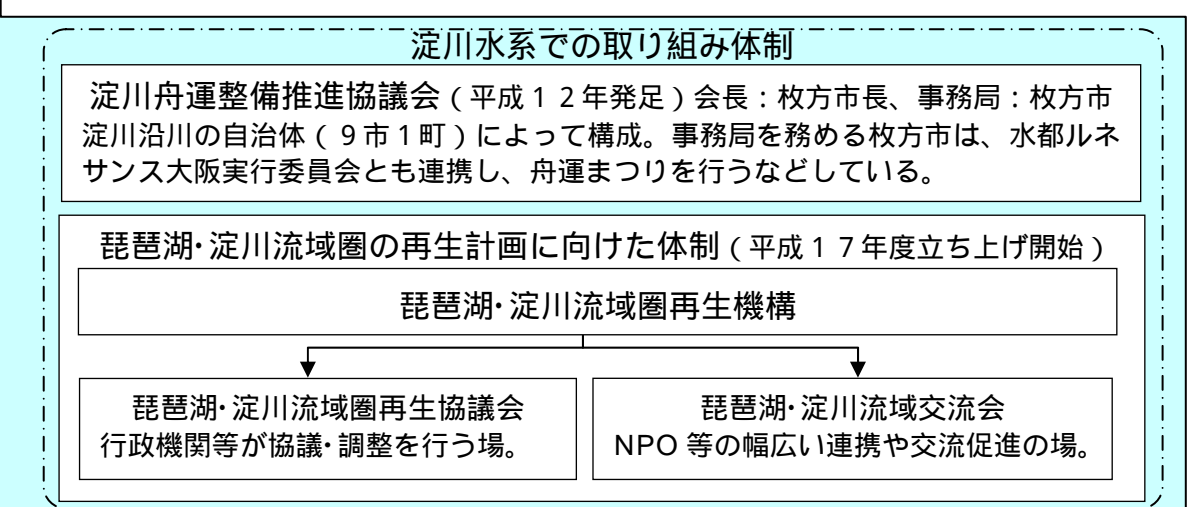 淀川水系での取り組み体制
淀川舟運整備推進協議会（平成１２年発足）会長：枚方市長、事務局：枚方市
淀川沿川の自治体（９市１町）によって構成。事務局を務める枚方市は、水都ルネ
サンス大阪実行委員会とも連携し、舟運まつりを行うなどしている。
琵琶湖・淀川流域圏の再生計画に向けた体制（平成１７年度立ち上げ開始）
琵琶湖・淀川流域圏再生機構
琵琶湖・淀川流域圏再生協議会
行政機関等が協議・調整を行う場。
琵琶湖・淀川流域交流会
NPO 等の幅広い連携や交流促進の場。